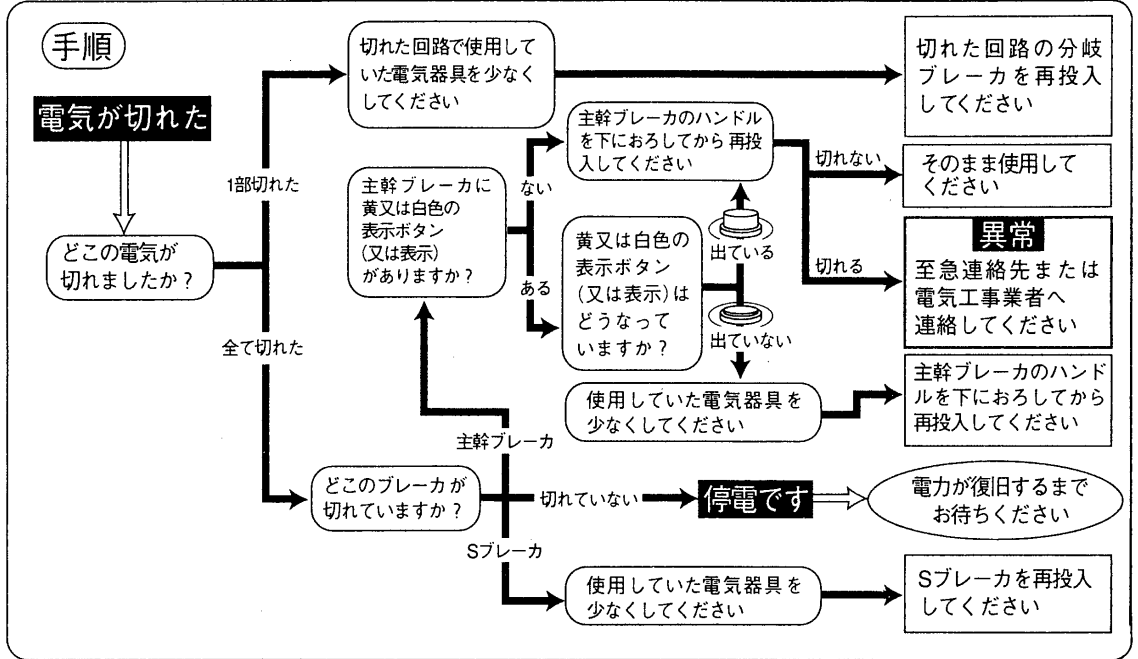 手順
電気が切れた
どこの電気が
切れましたか？
1部切れた
全て切れた
切れた回路で使用して
いた電気器具を少なく
してください
切れた回路の分岐
ブレーカを再投入
してください
主幹ブレーカに
黄又は白色の
表示ボタン
(又は表示)
がありますか？
ない
ある
主幹ブレーカのハンドル
を下におろしてから再投
入してください
切れない
そのまま使用して
ください
切れる
異常
至急連絡先または
電気工事業者へ
連絡してください
黄又は白色の
表示ボタン
(又は表示)は
どうなって
いますか？
出ている
出ていない
使用していた電気器具を
少なくしてください
主幹ブレーカのハンド
ルを下におろしてから
再投入してください
どこのブレーカが
切れていますか？
主幹ブレーカ
切れていない
停電です
電力が復旧するまで
お待ちください
Sブレーカ
使用していた電気器具を
少なくしてください
Sブレーカを再投入
してください